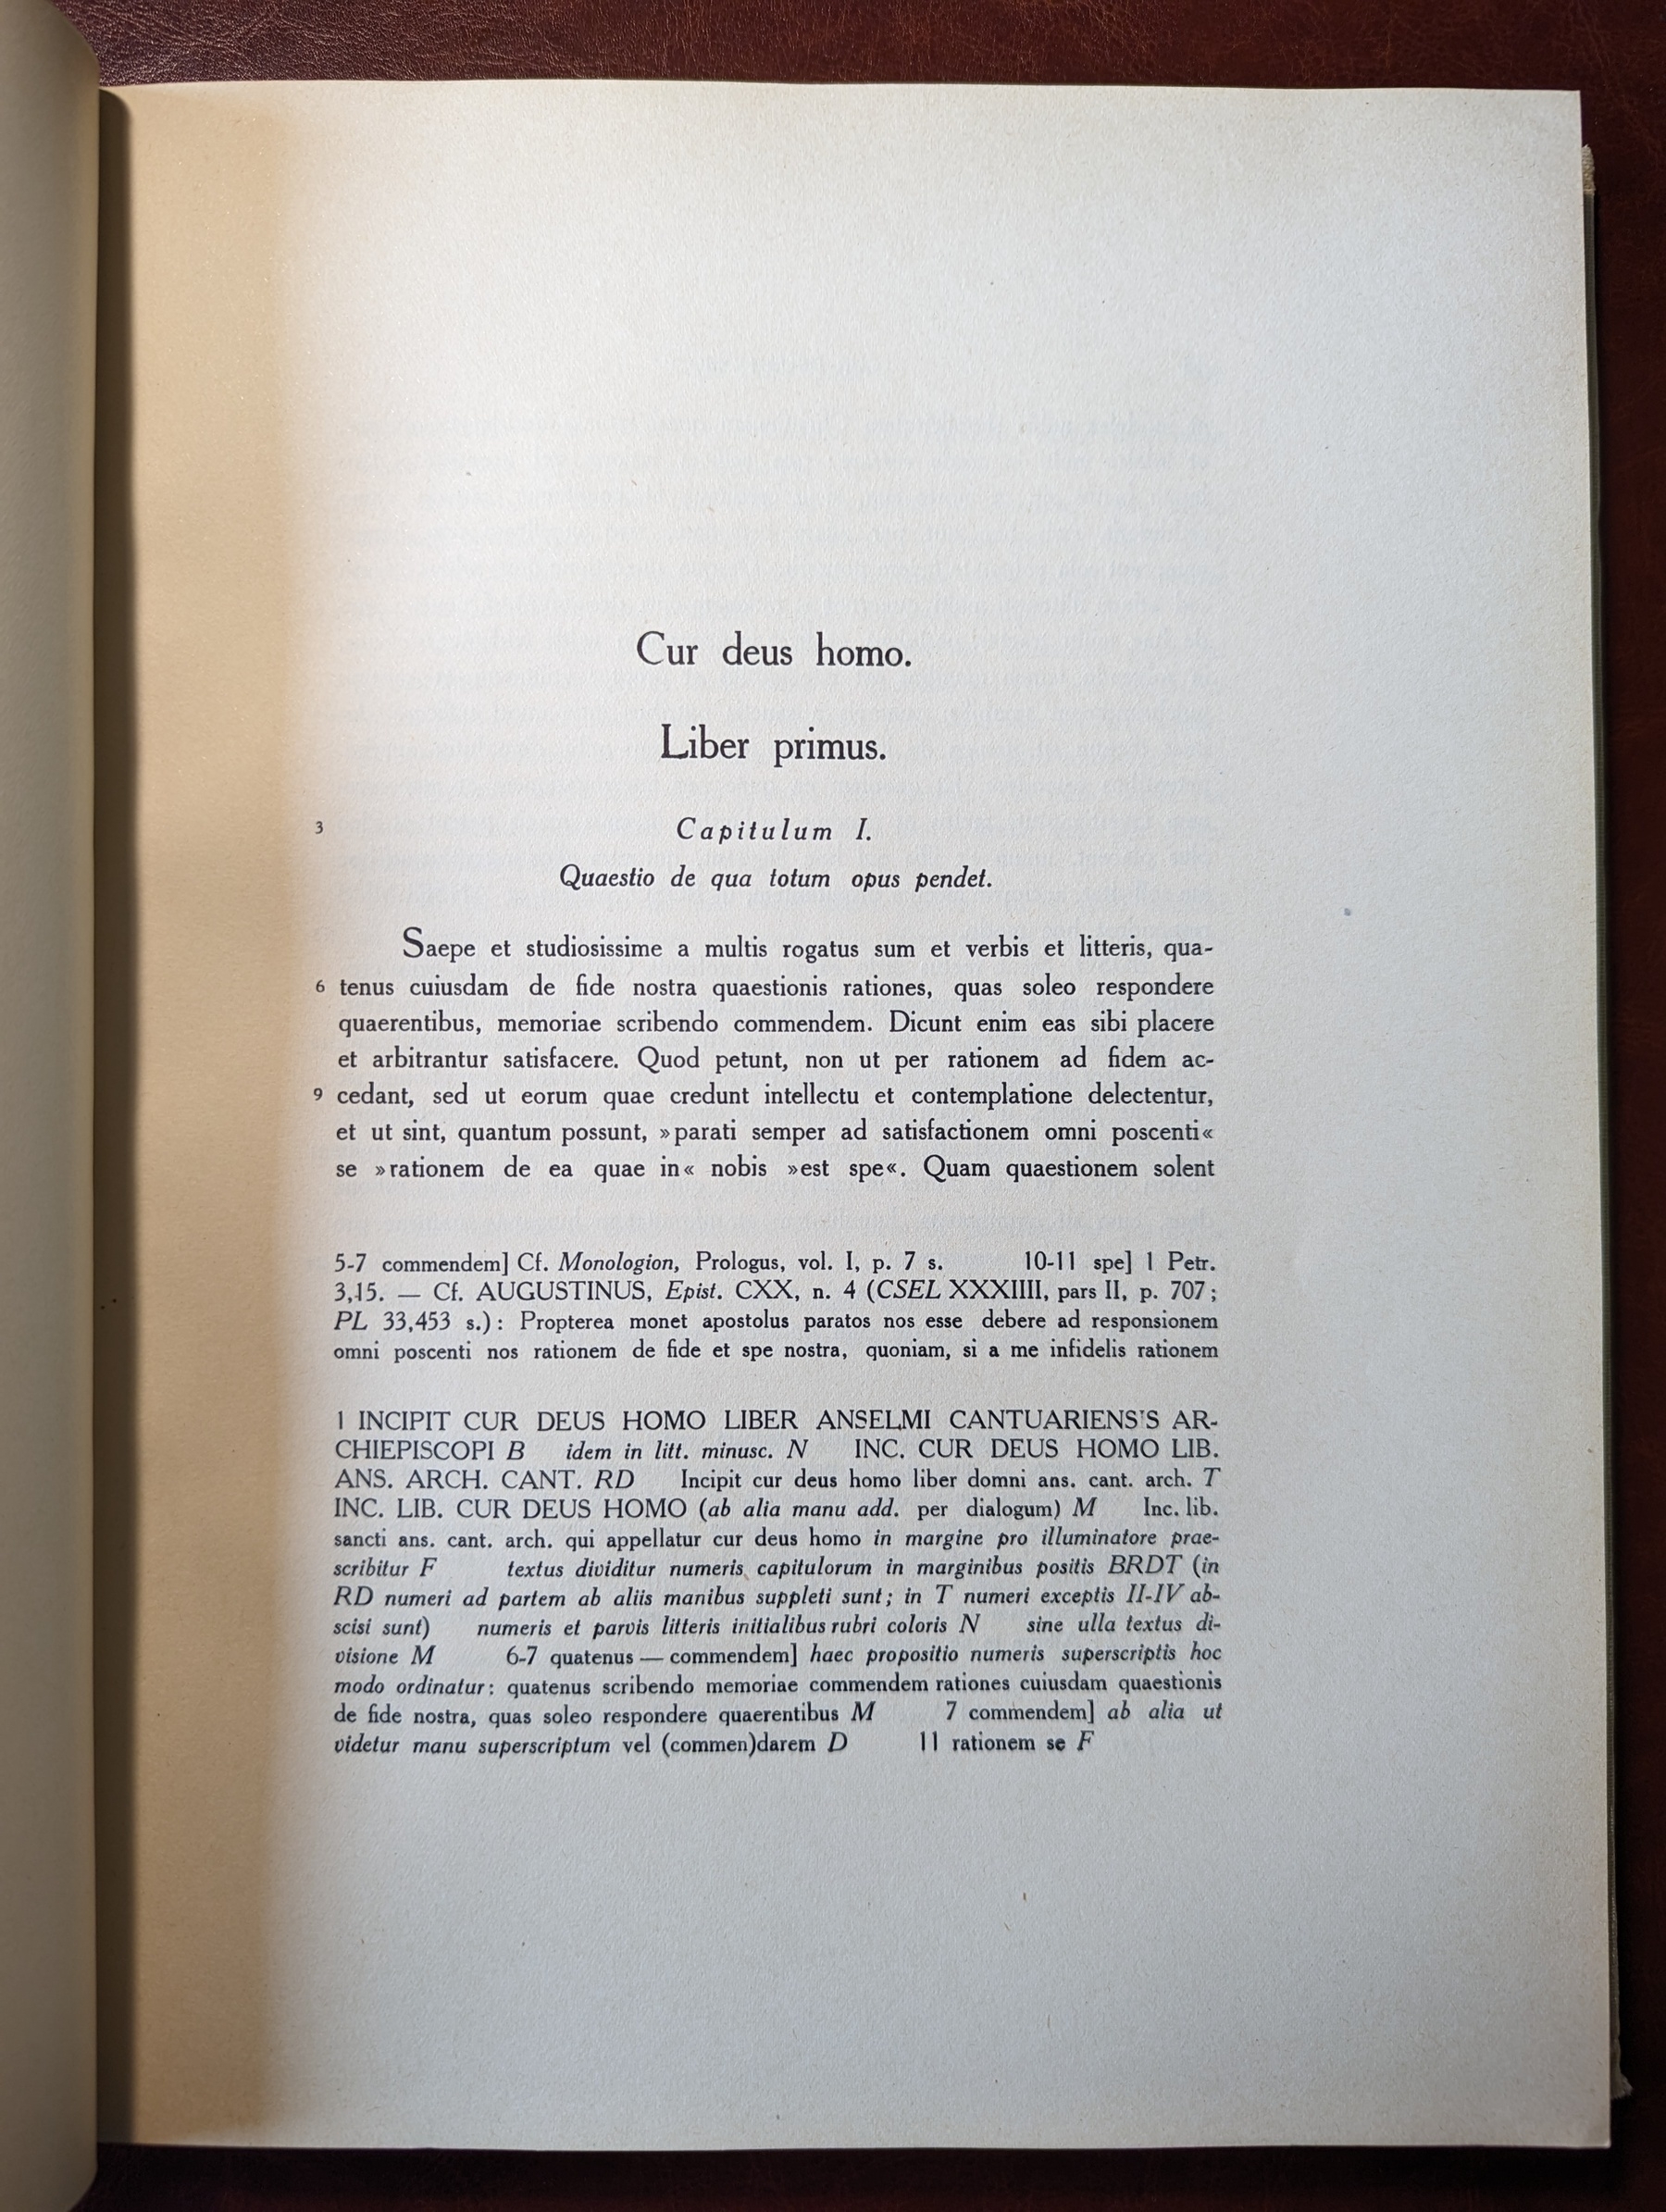 Cur deus homo.
Liber primus.
3 Capitulum I.
Quaestio de qua totum opus pendet.
Saepe et studiosissime a multis rogatus sum et verbis et litteris, qua-
6 tenus cuiusdam de fide nostra quaestionis rationes, quas soleo respondere
quaerentibus, memoriae scribendo commendem. Dicunt enim eas sibi placere
et arbitrantur satisfacere. Quod petunt, non ut per rationem ad fidem ac-
9 cedant, sed ut eorum quae credunt intellectu et contemplatione delectentur,
et ut sint, quantum possunt, »parati semper ad satisfactionem omni poscenti«
se »rationem de ea quae in« nobis »est spe«. Quam quaestionem solent
5-7 commendem] Cf. Monologion, Prologus, vol. I, p. 7 s. 10-11 spe] 1 Petr.
3,15. — Cf. AUGUSTINUS, Epist. CXX, n. 4 (CSEL XXXIIII, pars II, p. 707;
PL 33,453 s.): Propterea monet apostolus paratos nos esse debere ad responsionem
omni poscenti nos rationem de fide et spe nostra, quoniam, si a me infidelis rationem
1 INCIPIT CUR DEUS HOMO LIBER ANSELMI CANTUARIENS'S AR-
CHIEPISCOPI B idem in litt. minusc. N INC. CUR DEUS HOMO LIB.
ANS. ARCH. CANT. RD Incipit cur deus homo liber domni ans. cant. arch. T
INC. LIB. CUR DEUS HOMO (ab alia manu add. per dialogum) M Inc. lib.
sancti ans. cant. arch. qui appellatur cur deus homo in margine pro illuminatore prae-
scribitur F textus dividitur numeris capitulorum in marginibus positis BRDT (in
RD numeri ad partem ab aliis manibus suppleti sunt; in T numeri exceptis II-IV ab-
scisi sunt) numeris et parvis litteris initialibus rubri coloris N sine ulla textus di-
visione M 6-7 quatenus — commendem] haec propositio numeris superscriptis hoc
modo ordinatur: quatenus scribendo memoriae commendem rationes cuiusdam quaestionis
de fide nostra, quas soleo respondere quaerentibus M 7 commendem] ab alia ut
videtur manu superscriptum vel (commen)darem D 11 rationem se F